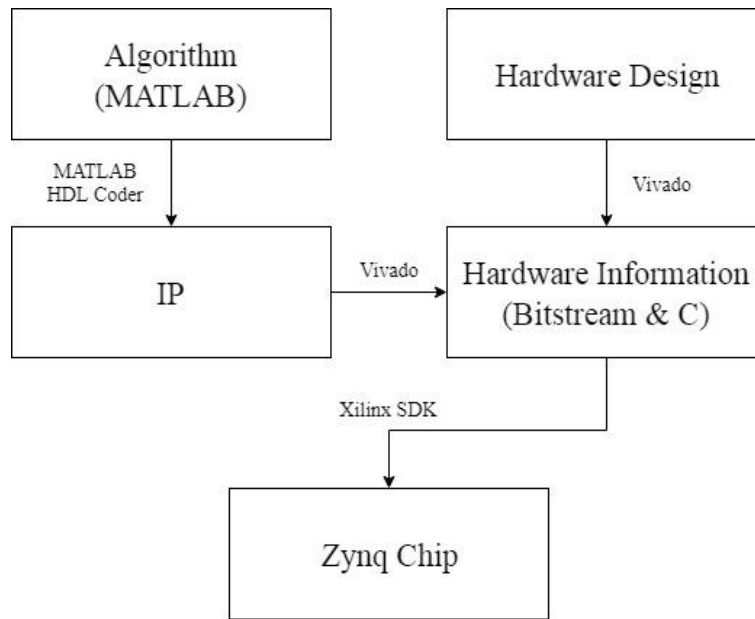 Algorithm
(MATLAB)
Hardware Design
MATLAB
HDL Coder
Vivado
IP
Vivado
Hardware Information
(Bitstream & C)
Xilinx SDK
Zynq Chip